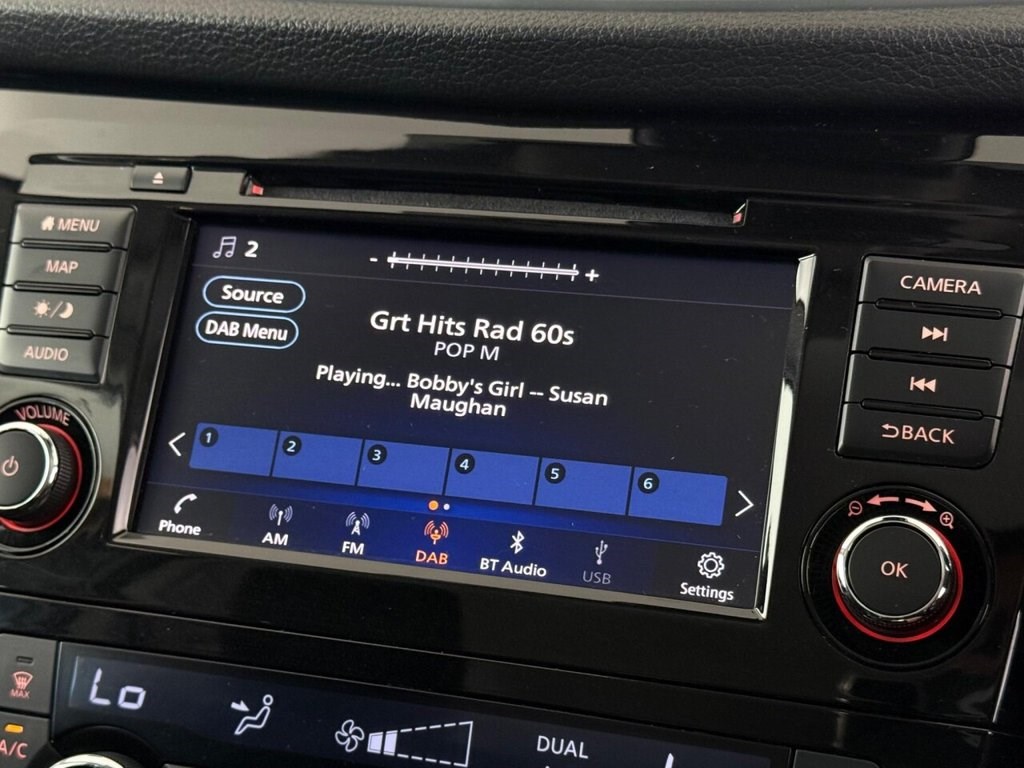 MENU
MAP
AUDIO
VOLUME
2
- +
Source
DAB Menu
Grt Hits Rad 60s
POP M
Playing... Bobby's Girl -- Susan
Maughan
1 2 3 4 5 6
Phone AM FM DAB BT Audio USB Settings
CAMERA
BACK
OK
MAX
A/C
Lo
DUAL